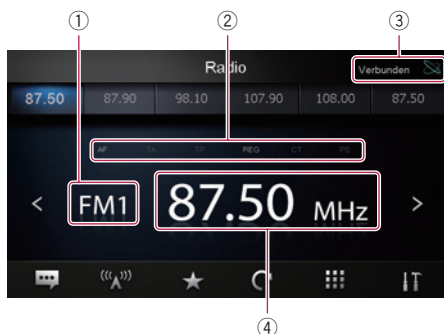 ① ② ③
Radio
Verbunden
87.50 87.90 98.10 107.90 108.00 87.50
AF TA TP REG CT PS
< FM1 87.50 MHz >
④